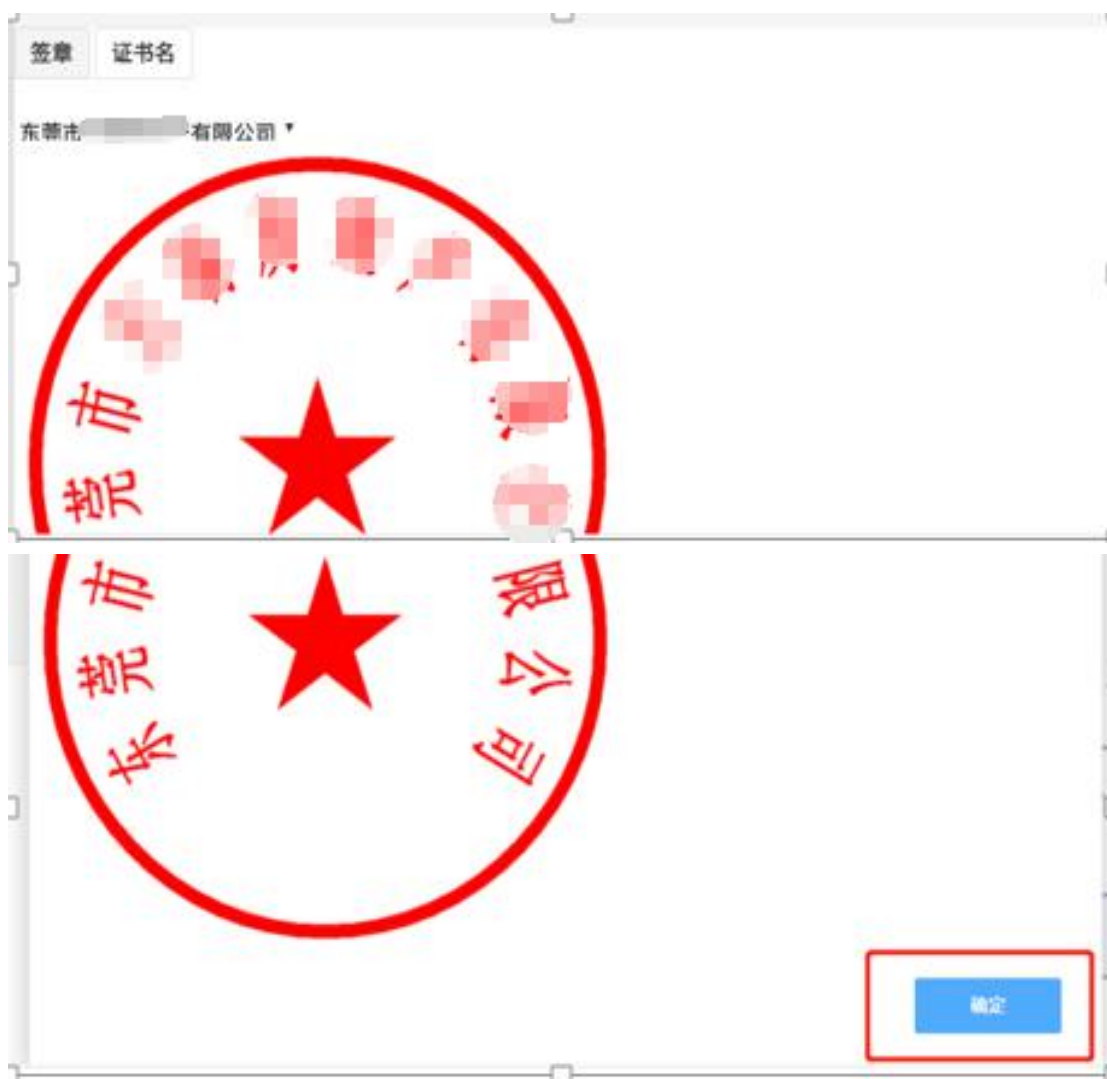 签章 证书名
东莞市 有限公司
东莞市
东莞市 限公司
确定